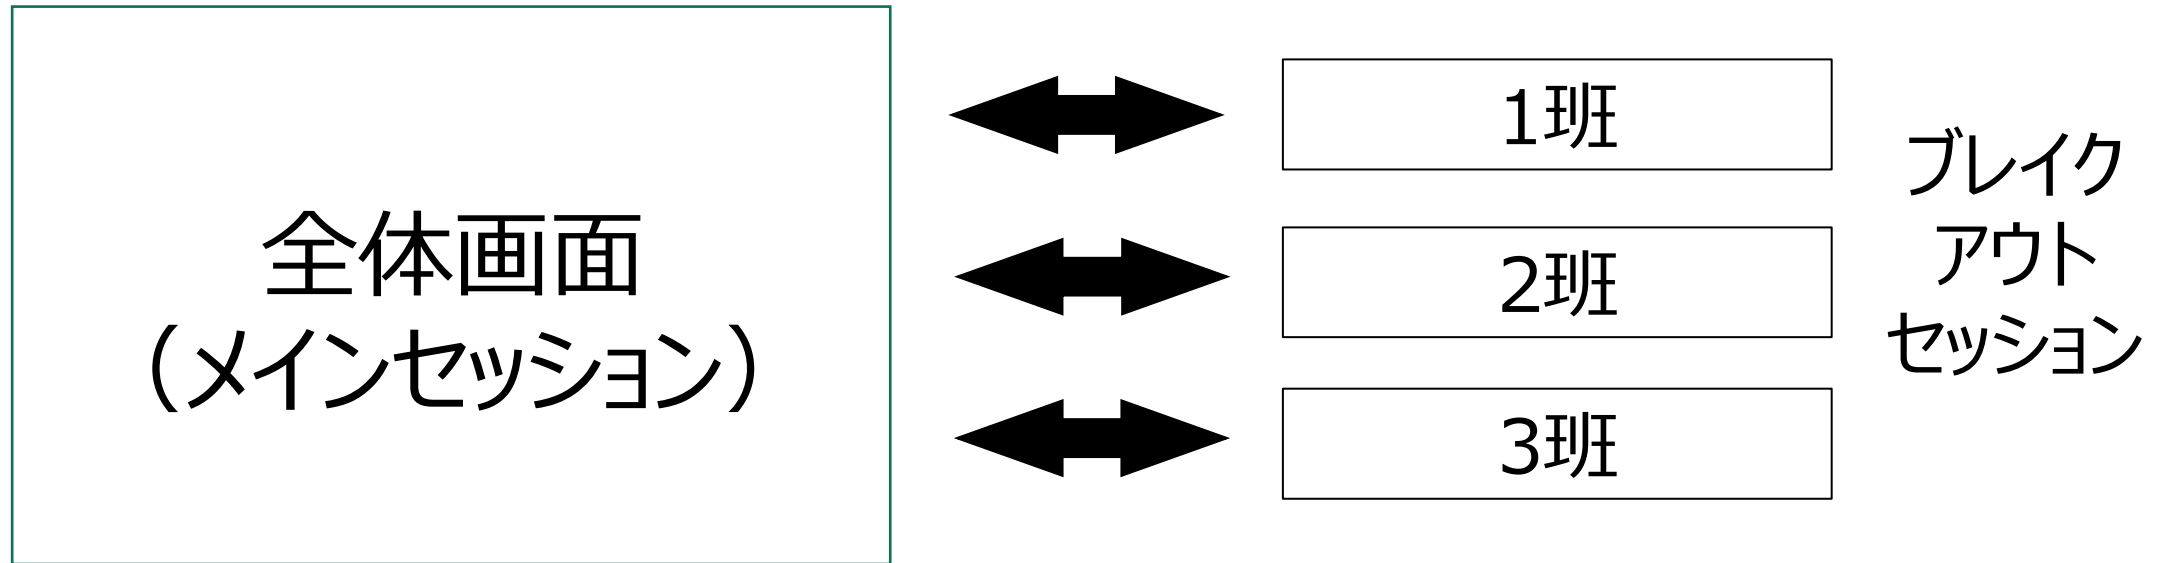 全体画面
（メインセッション）
1班
2班
3班
ブレイク
アウト
セッション